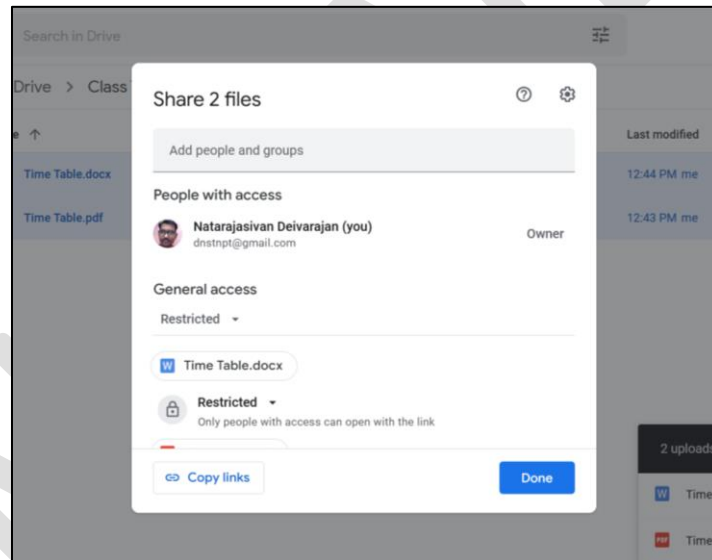 Search in Drive
Drive > Class
e ↑
Last modified
Time Table.docx
12:44 PM me
Time Table.pdf
12:43 PM me
Share 2 files
Add people and groups
People with access
Natarajasivan Deivarajan (you)
dnstnpt@gmail.com
Owner
General access
Restricted
W Time Table.docx
Restricted
Only people with access can open with the link
Copy links
Done
2 uploads
W Time
PDF Time